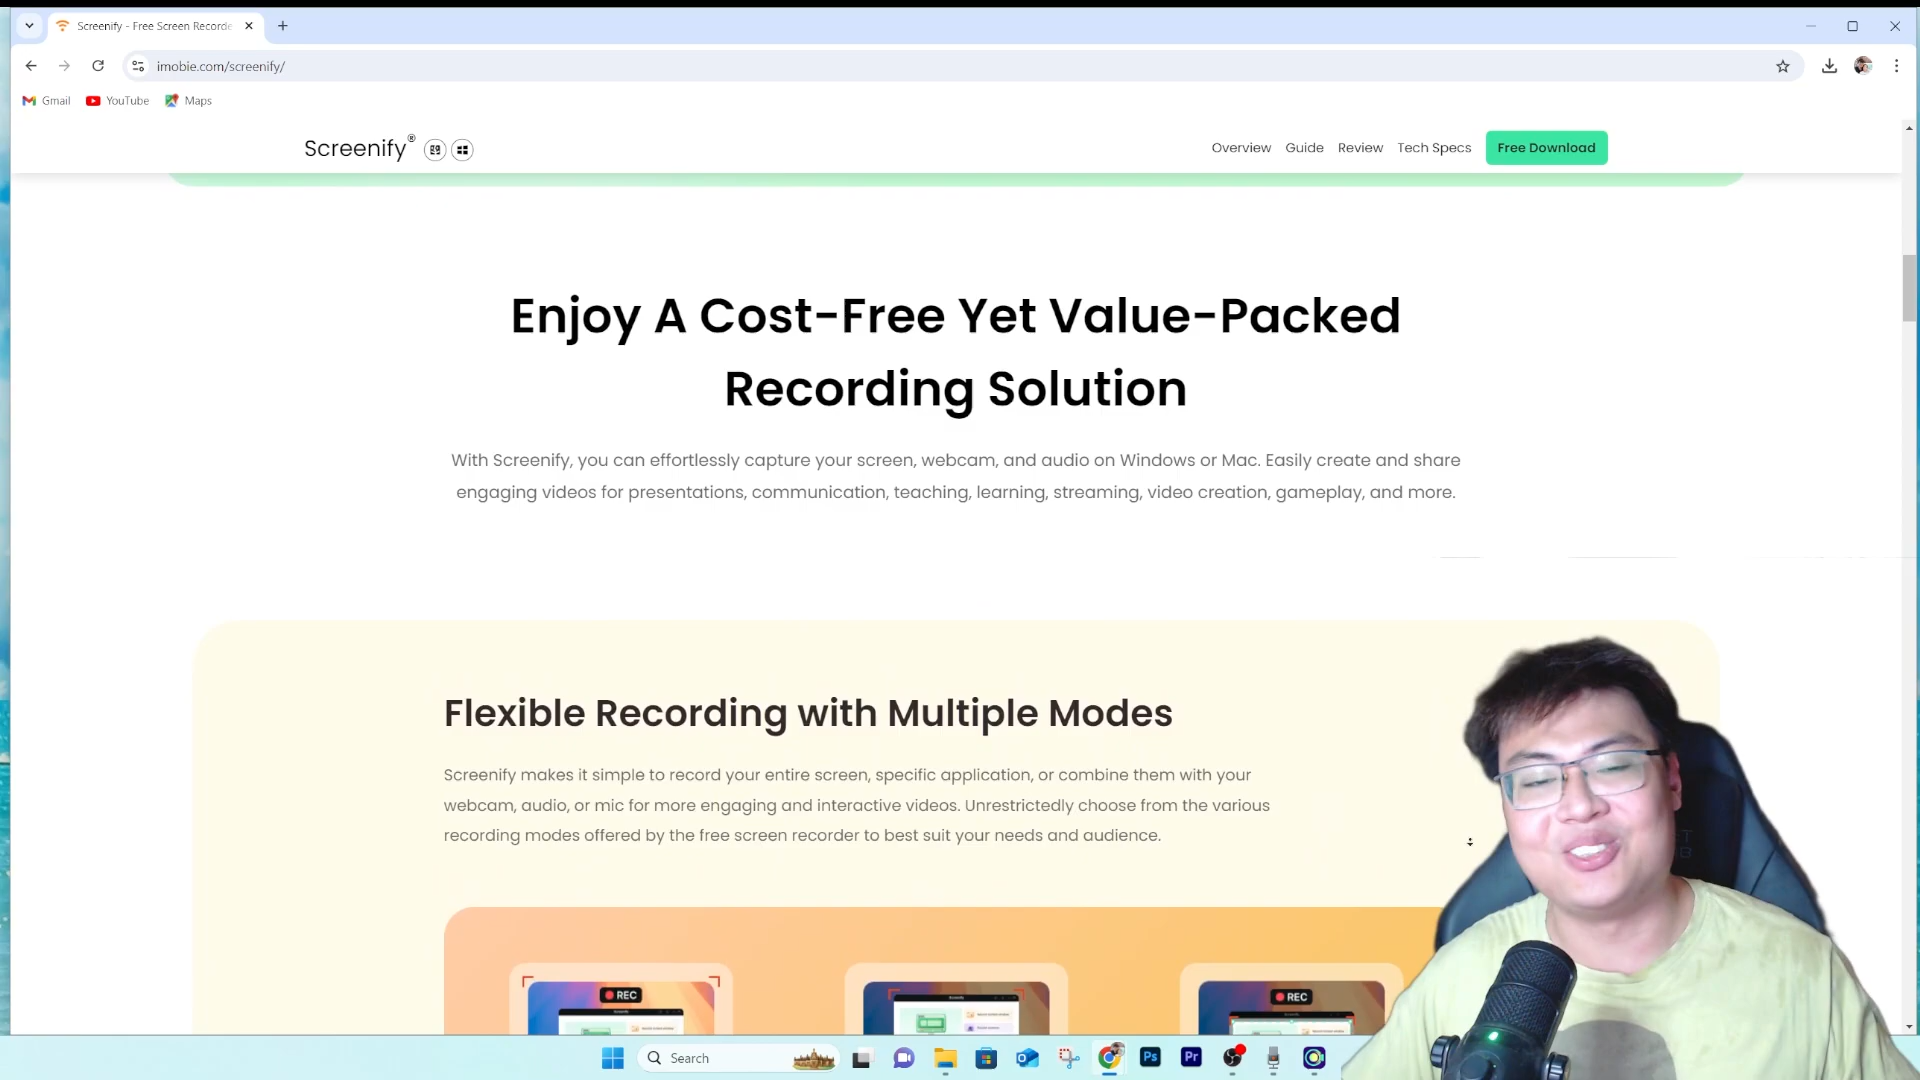 Screenify - Free Screen Recorde
imobie.com/screenify/
Gmail YouTube Maps
Screenify®
Overview Guide Review Tech Specs Free Download
Enjoy A Cost-Free Yet Value-Packed
Recording Solution
With Screenify, you can effortlessly capture your screen, webcam, and audio on Windows or Mac. Easily create and share
engaging videos for presentations, communication, teaching, learning, streaming, video creation, gameplay, and more.
Flexible Recording with Multiple Modes
Screenify makes it simple to record your entire screen, specific application, or combine them with your
webcam, audio, or mic for more engaging and interactive videos. Unrestrictedly choose from the various
recording modes offered by the free screen recorder to best suit your needs and audience.
REC
REC
Search
Ps Pr